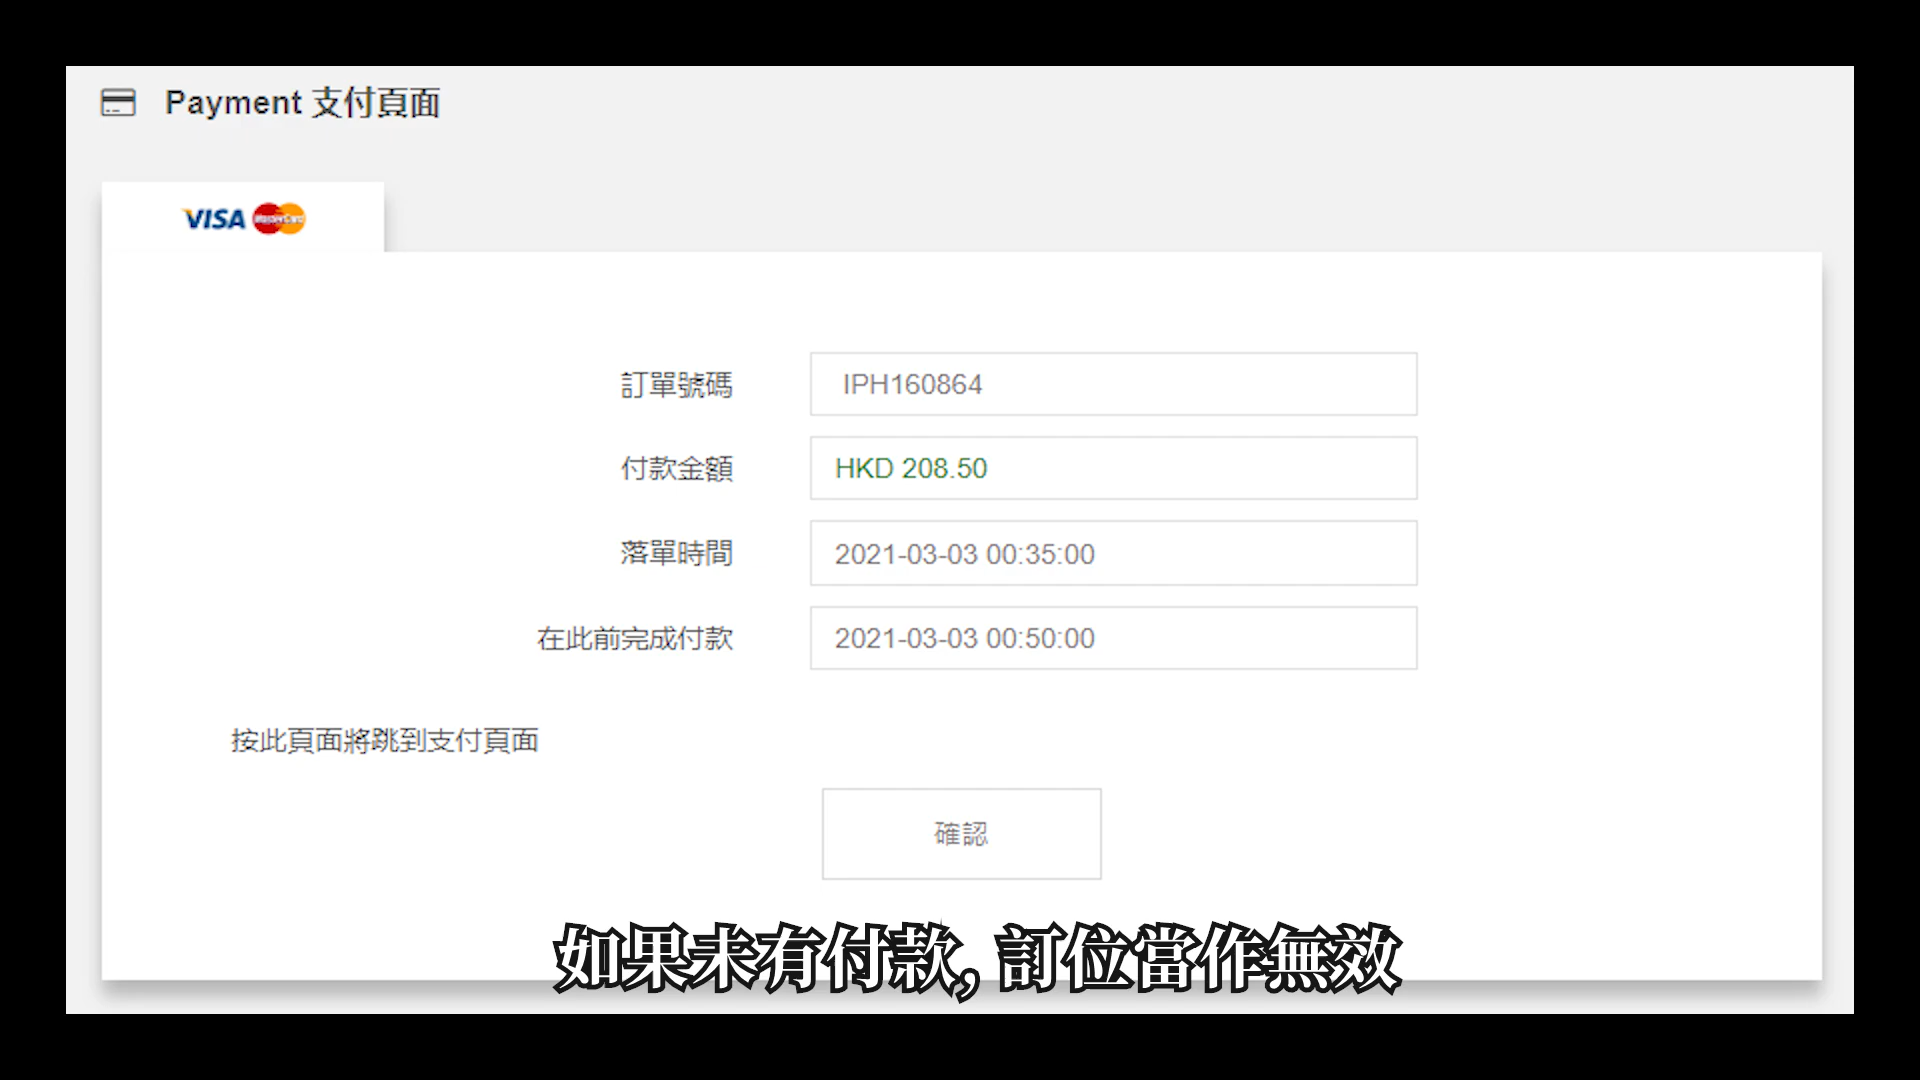 Payment 支付頁面
VISA MasterCard
訂單號碼 IPH160864
付款金額 HKD 208.50
落單時間 2021-03-03 00:35:00
在此前完成付款 2021-03-03 00:50:00
按此頁面將跳到支付頁面
確認
如果未有付款, 訂位當作無效